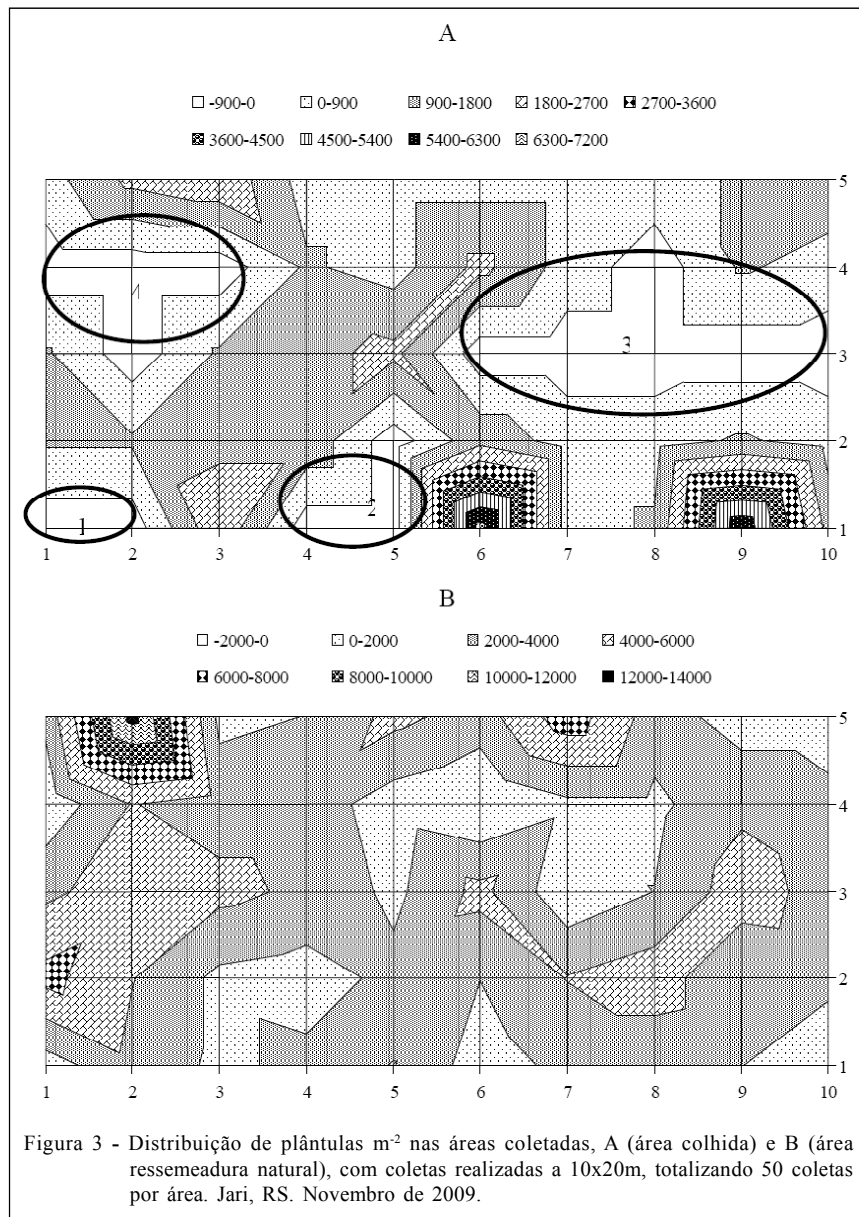 A
-900-0 0-900 900-1800 1800-2700 2700-3600
3600-4500 4500-5400 5400-6300 6300-7200
5
4
3
2
1
4
3
2
1
1 2 3 4 5 6 7 8 9 10
B
-2000-0 0-2000 2000-4000 4000-6000
6000-8000 8000-10000 10000-12000 12000-14000
5
4
3
2
1
1 2 3 4 5 6 7 8 9 10
Figura 3 - Distribuição de plântulas m-2 nas áreas coletadas, A (área colhida) e B (área
ressemeadura natural), com coletas realizadas a 10x20m, totalizando 50 coletas
por área. Jari, RS. Novembro de 2009.